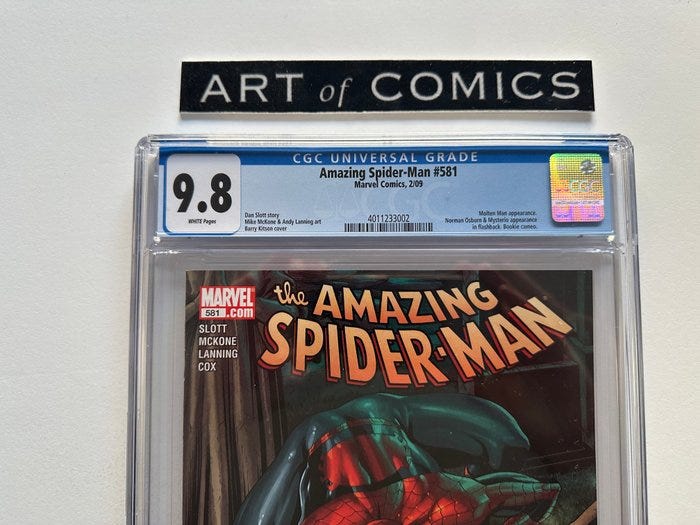 ART of COMICS
CGC UNIVERSAL GRADE
9.8
WHITE Pages
Amazing Spider-Man #581
Marvel Comics, 2/09
Dan Slott story
Mike McKone & Andy Lanning art
Barry Kitson cover
4011233002
Molten Man appearance.
Norman Osborn & Mysterio appearance
in flashback. Bookie cameo.
CGC
MARVEL
581 .com
SLOTT
MCKONE
LANNING
COX
the AMAZING
SPIDER-MAN